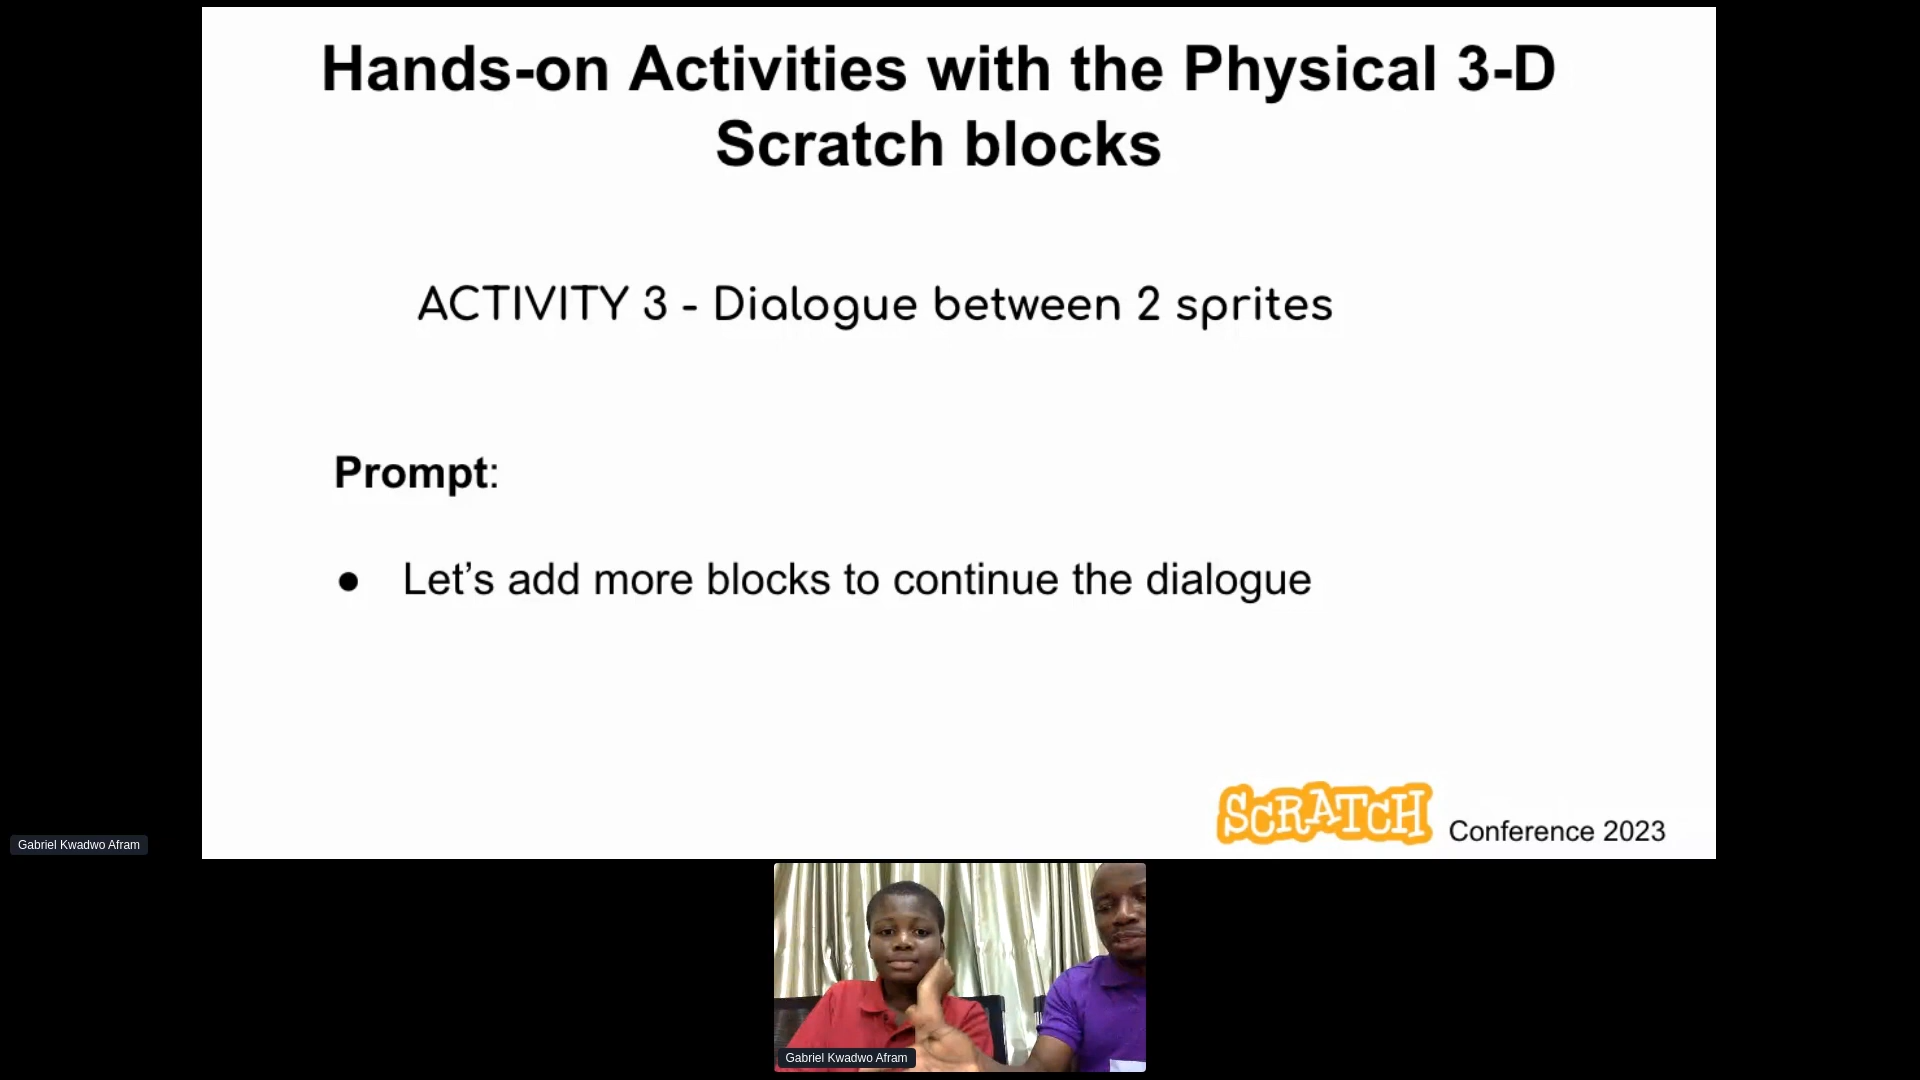 Hands-on Activities with the Physical 3-D
Scratch blocks
ACTIVITY 3 - Dialogue between 2 sprites
Prompt:
● Let’s add more blocks to continue the dialogue
SCRATCH Conference 2023
Gabriel Kwadwo Afram
Gabriel Kwadwo Afram